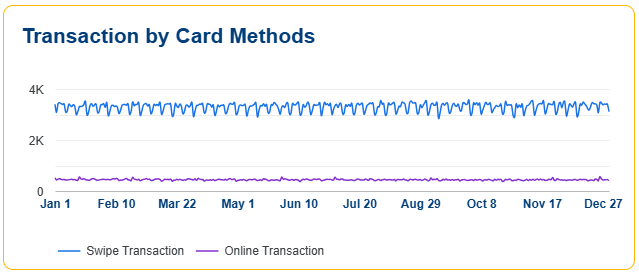 Transaction by Card Methods
4K
2K
0
Jan 1 Feb 10 Mar 22 May 1 Jun 10 Jul 20 Aug 29 Oct 8 Nov 17 Dec 27
Swipe Transaction Online Transaction